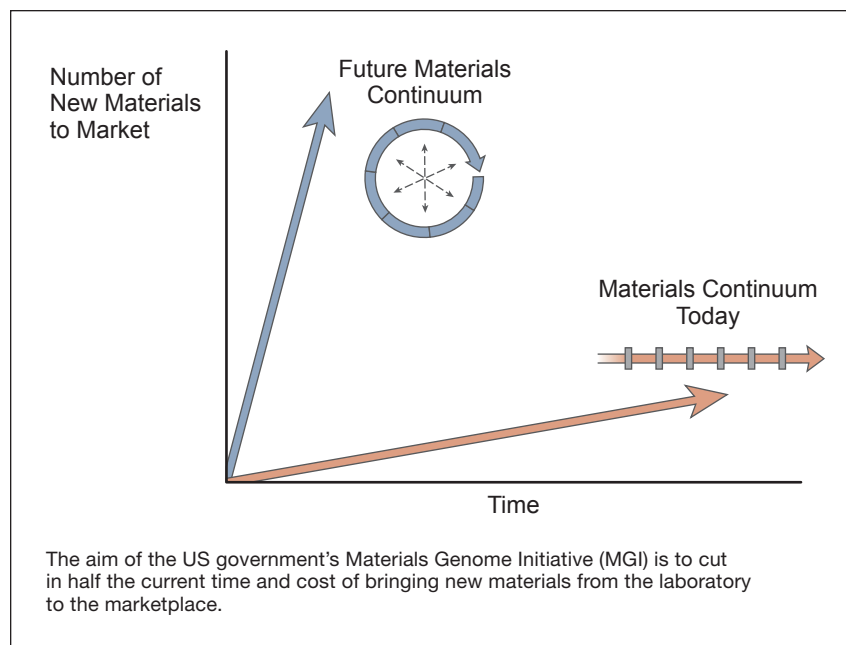 Number of
New Materials
to Market
Future Materials
Continuum
Materials Continuum
Today
Time
The aim of the US government’s Materials Genome Initiative (MGI) is to cut
in half the current time and cost of bringing new materials from the laboratory
to the marketplace.